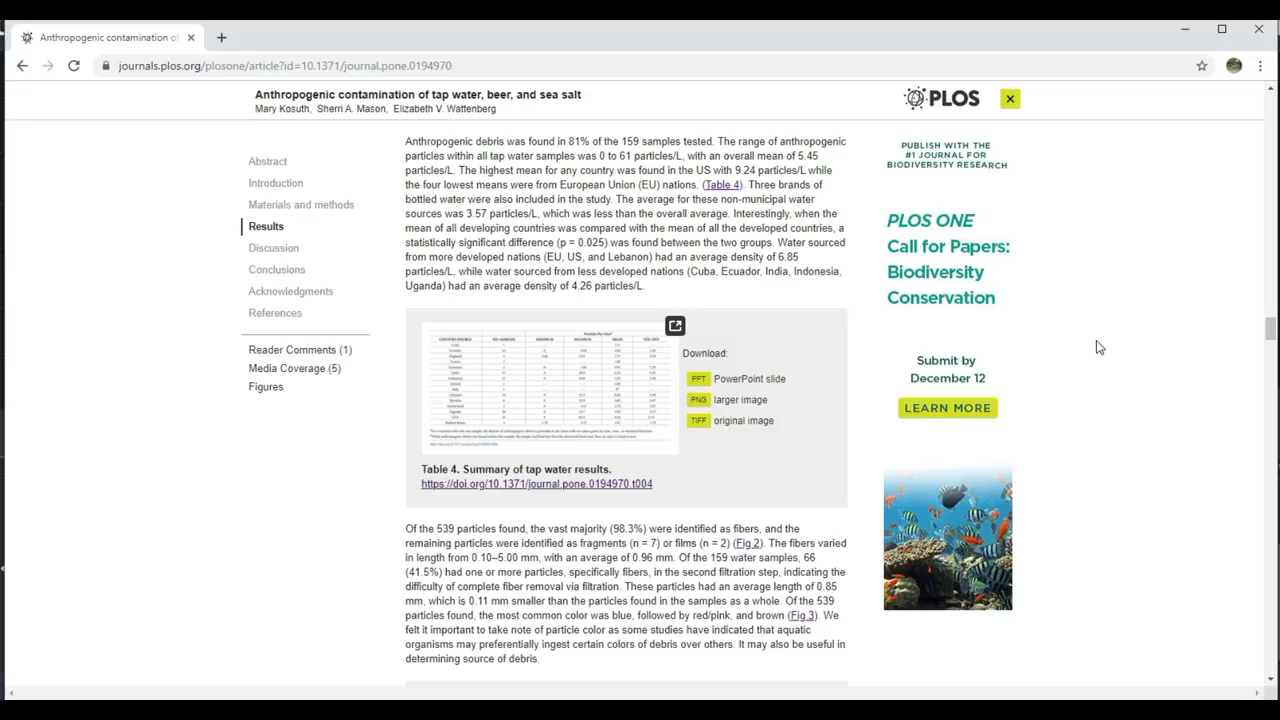 Anthropogenic contamination of
journals.plos.org/plosone/article?id=10.1371/journal.pone.0194970
Anthropogenic contamination of tap water, beer, and sea salt
Mary Kosuth, Sherri A. Mason, Elizabeth V. Wattenberg
PLOS
Abstract
Introduction
Materials and methods
Results
Discussion
Conclusions
Acknowledgments
References
Reader Comments (1)
Media Coverage (5)
Figures
Anthropogenic debris was found in 81% of the 159 samples tested. The range of anthropogenic
particles within all tap water samples was 0 to 61 particles/L, with an overall mean of 5.45
particles/L. The highest mean for any country was found in the US with 9.24 particles/L while
the four lowest means were from European Union (EU) nations. (Table 4). Three brands of
bottled water were also included in the study. The average for these non-municipal water
sources was 3.57 particles/L, which was less than the overall average. Interestingly, when the
mean of all developing countries was compared with the mean of all the developed countries, a
statistically significant difference (p = 0.025) was found between the two groups. Water sourced
from more developed nations (EU, US, and Lebanon) had an average density of 6.85
particles/L, while water sourced from less developed nations (Cuba, Ecuador, India, Indonesia,
Uganda) had an average density of 4.26 particles/L.
Download:
PPT PowerPoint slide
PNG larger image
TIFF original image
Table 4. Summary of tap water results.
https://doi.org/10.1371/journal.pone.0194970.t004
Of the 539 particles found, the vast majority (98.3%) were identified as fibers, and the
remaining particles were identified as fragments (n = 7) or films (n = 2) (Fig 2). The fibers varied
in length from 0.10–5.00 mm, with an average of 0.96 mm. Of the 159 water samples, 66
(41.5%) had one or more particles, specifically fibers, in the second filtration step, indicating the
difficulty of complete fiber removal via filtration. These particles had an average length of 0.85
mm, which is 0.11 mm smaller than the particles found in the samples as a whole. Of the 539
particles found, the most common color was blue, followed by red/pink, and brown (Fig 3). We
felt it important to take note of particle color as some studies have indicated that aquatic
organisms may preferentially ingest certain colors of debris over others. It may also be useful in
determining source of debris.
PUBLISH WITH THE
#1 JOURNAL FOR
BIODIVERSITY RESEARCH
PLOS ONE
Call for Papers:
Biodiversity
Conservation
Submit by
December 12
LEARN MORE